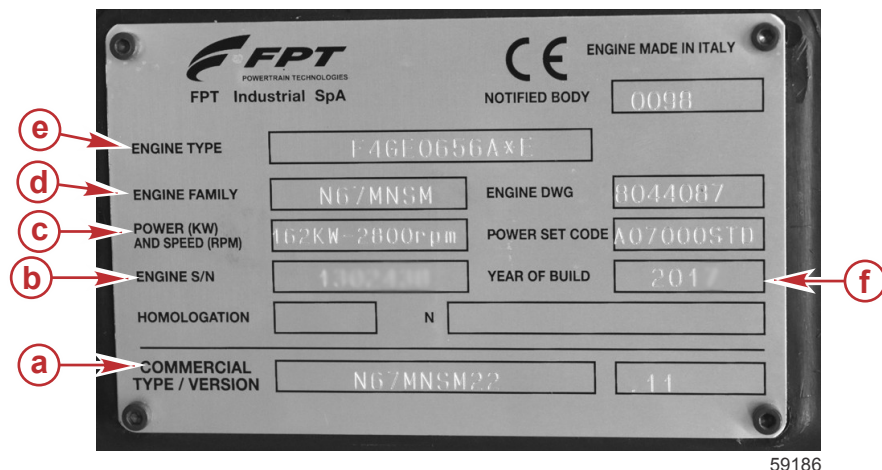 FPT
POWERTRAIN TECHNOLOGIES
FPT Industrial SpA
CE
ENGINE MADE IN ITALY
NOTIFIED BODY 0098
e
ENGINE TYPE F4GE0656A*E
d
ENGINE FAMILY N67MNSM ENGINE DWG 8044087
c
POWER (KW)
AND SPEED (RPM) 162KW-2800rpm POWER SET CODE A07000STD
b
ENGINE S/N YEAR OF BUILD 2017
f
HOMOLOGATION N
a
COMMERCIAL
TYPE / VERSION N67MNSM22 .11
59186